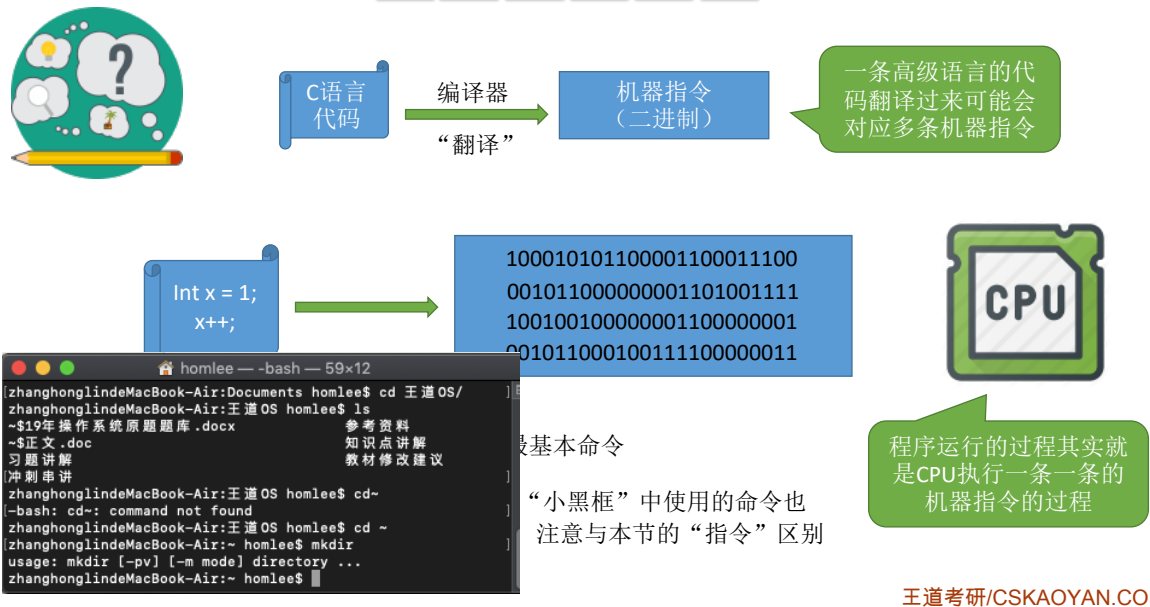 C语言
代码
编译器
“翻译”
机器指令
（二进制）
一条高级语言的代
码翻译过来可能会
对应多条机器指令
Int x = 1;
x++;
100010101100001100011100
001011000000001101001111
100100100000001100000001
001011000100111100000011
CPU
homlee — -bash — 59×12
[zhanghonglindeMacBook-Air:Documents homlee$ cd 王道OS/ ]
zhanghonglindeMacBook-Air:王道OS homlee$ ls
~$19年操作系统原题题库.docx 参考资料
~$正文.doc 知识点讲解
习题讲解 教材修改建议
[冲刺串讲 ]
zhanghonglindeMacBook-Air:王道OS homlee$ cd~
[-bash: cd~: command not found ]
zhanghonglindeMacBook-Air:王道OS homlee$ cd ~
[zhanghonglindeMacBook-Air:~ homlee$ mkdir ]
usage: mkdir [-pv] [-m mode] directory ...
zhanghonglindeMacBook-Air:~ homlee$
基本命令
“小黑框”中使用的命令也
注意与本节的“指令”区别
程序运行的过程其实就
是CPU执行一条一条的
机器指令的过程
王道考研/CSKAOYAN.CO